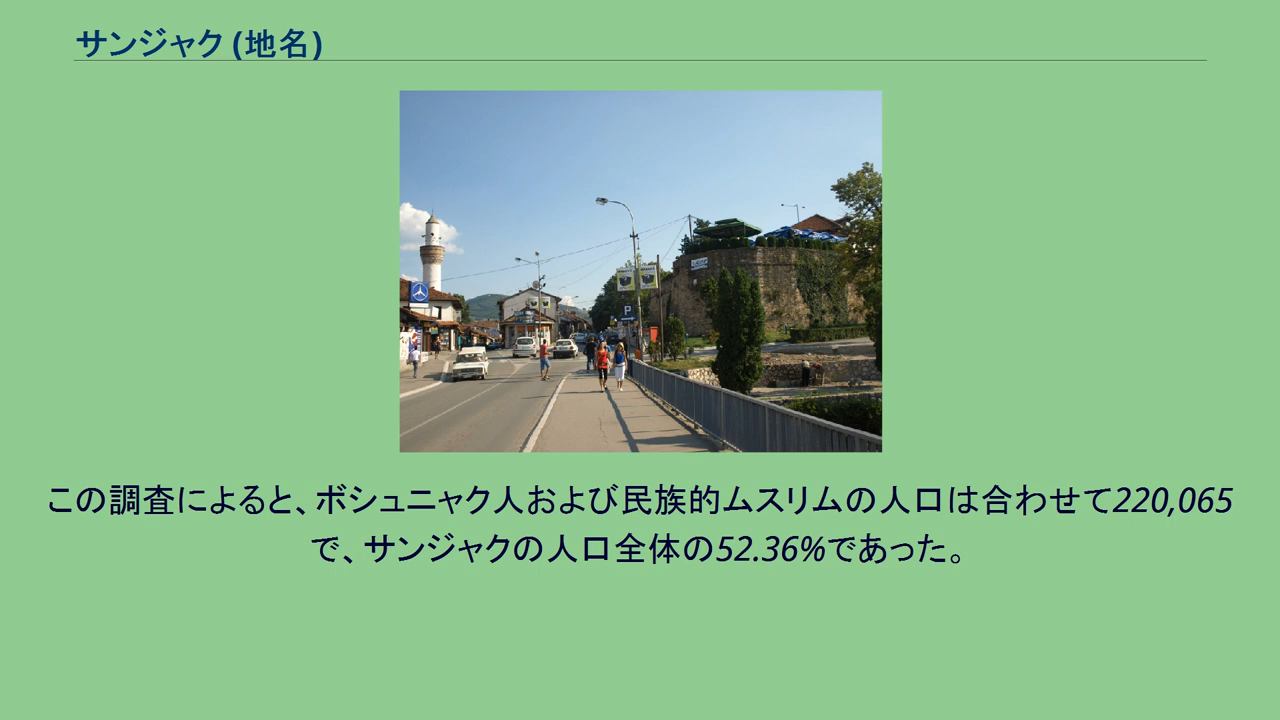 サンジャク (地名)
P
この調査によると、ボシュニャク人および民族的ムスリムの人口は合わせて220,065
で、サンジャクの人口全体の52.36%であった。